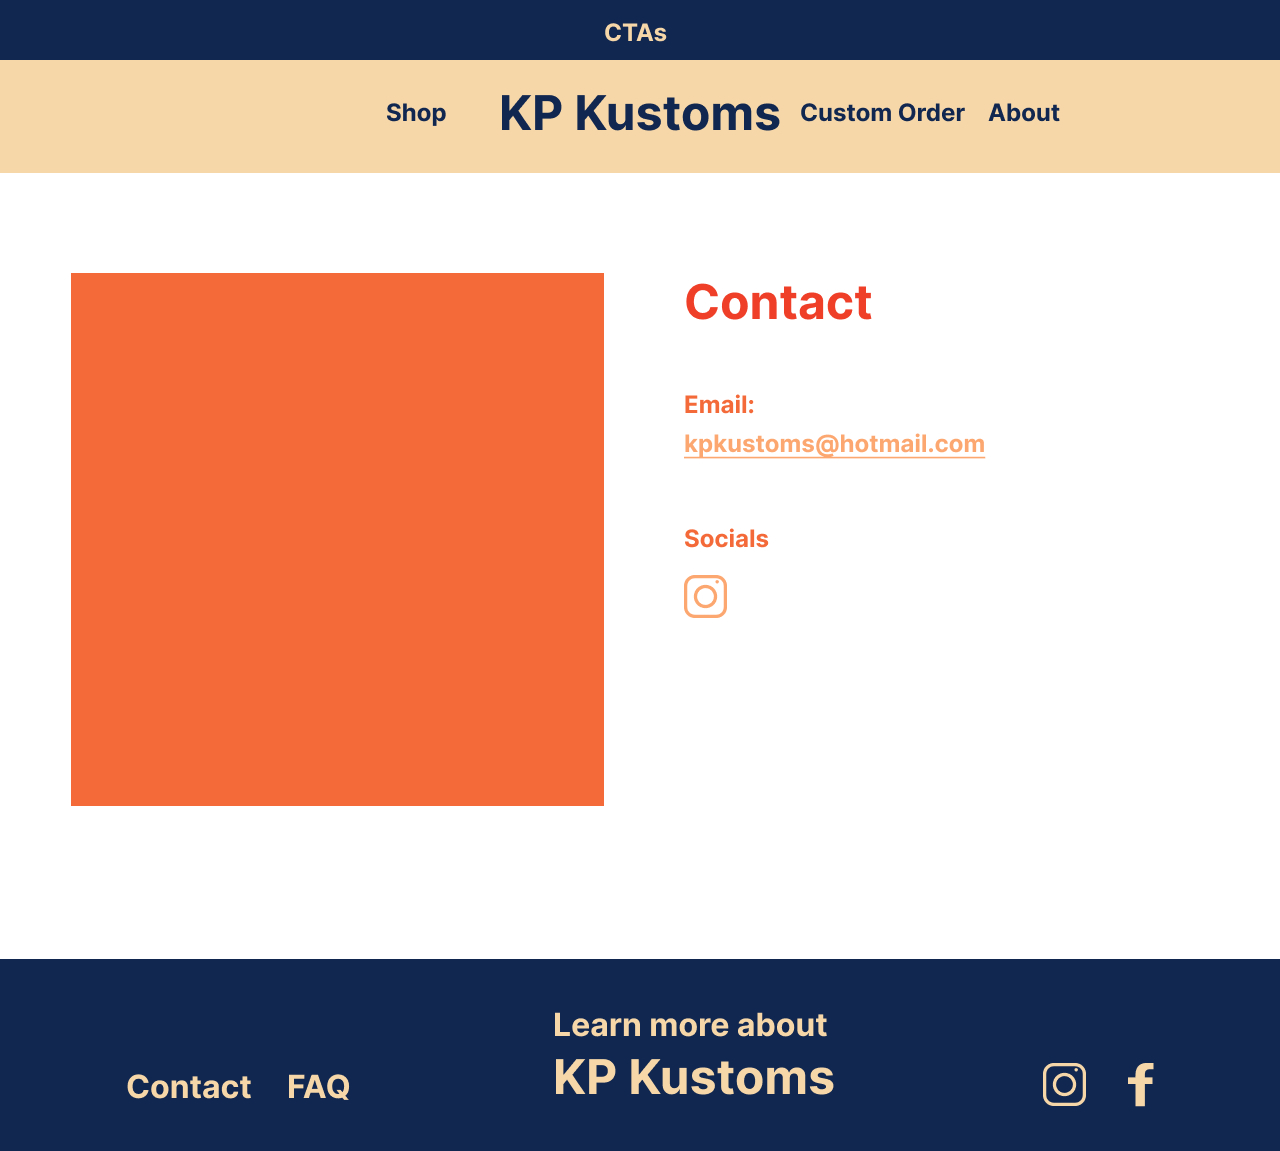 CTAs
Shop KP Kustoms Custom Order About
Contact
Email:
kpkustoms@hotmail.com
Socials
Learn more about
KP Kustoms
Contact FAQ